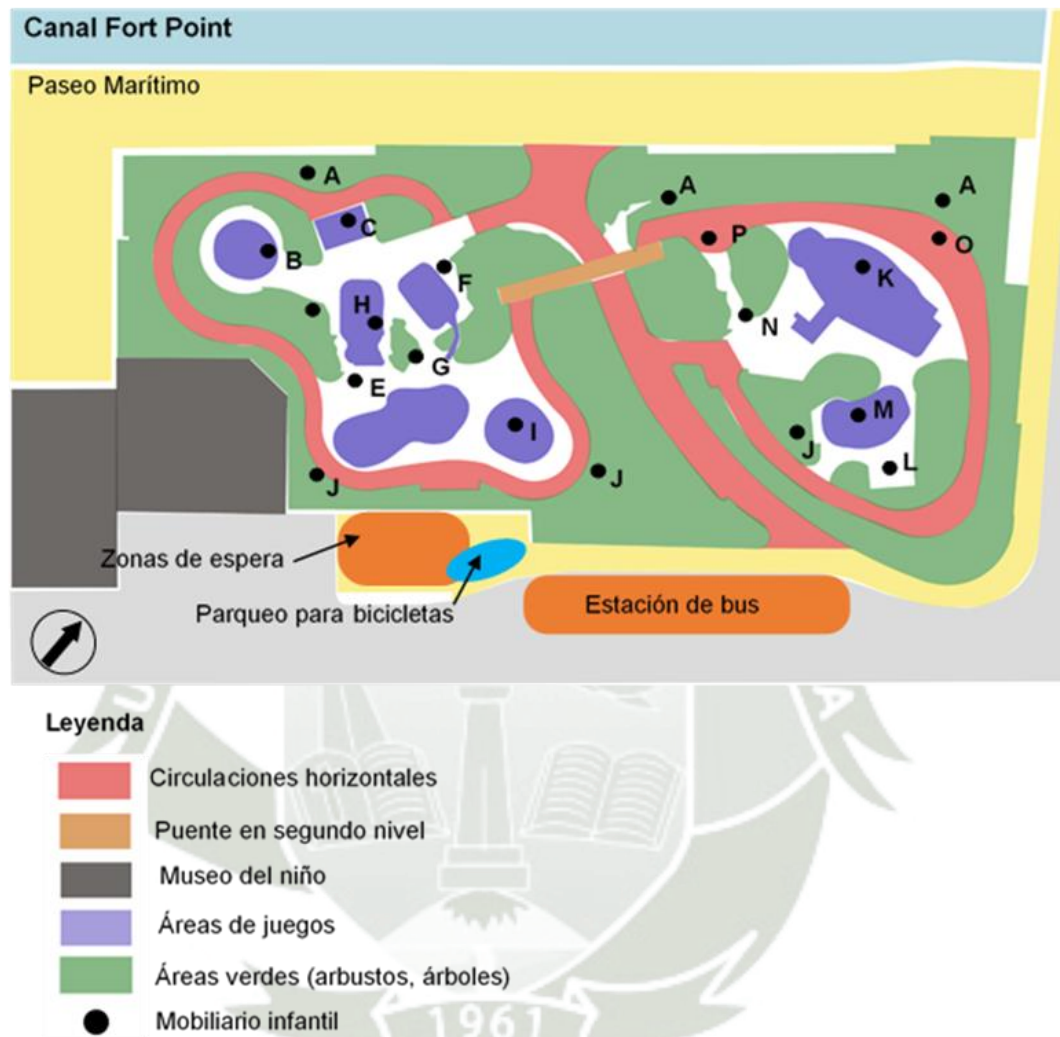 Canal Fort Point
Paseo Marítimo
A
A
A
C
P
O
B
F
K
H
N
G
E
M
I
J
L
J
J
Zonas de espera
Parqueo para bicicletas
Estación de bus
Leyenda
Circulaciones horizontales
Puente en segundo nivel
Museo del niño
Áreas de juegos
Áreas verdes (arbustos, árboles)
Mobiliario infantil
1961